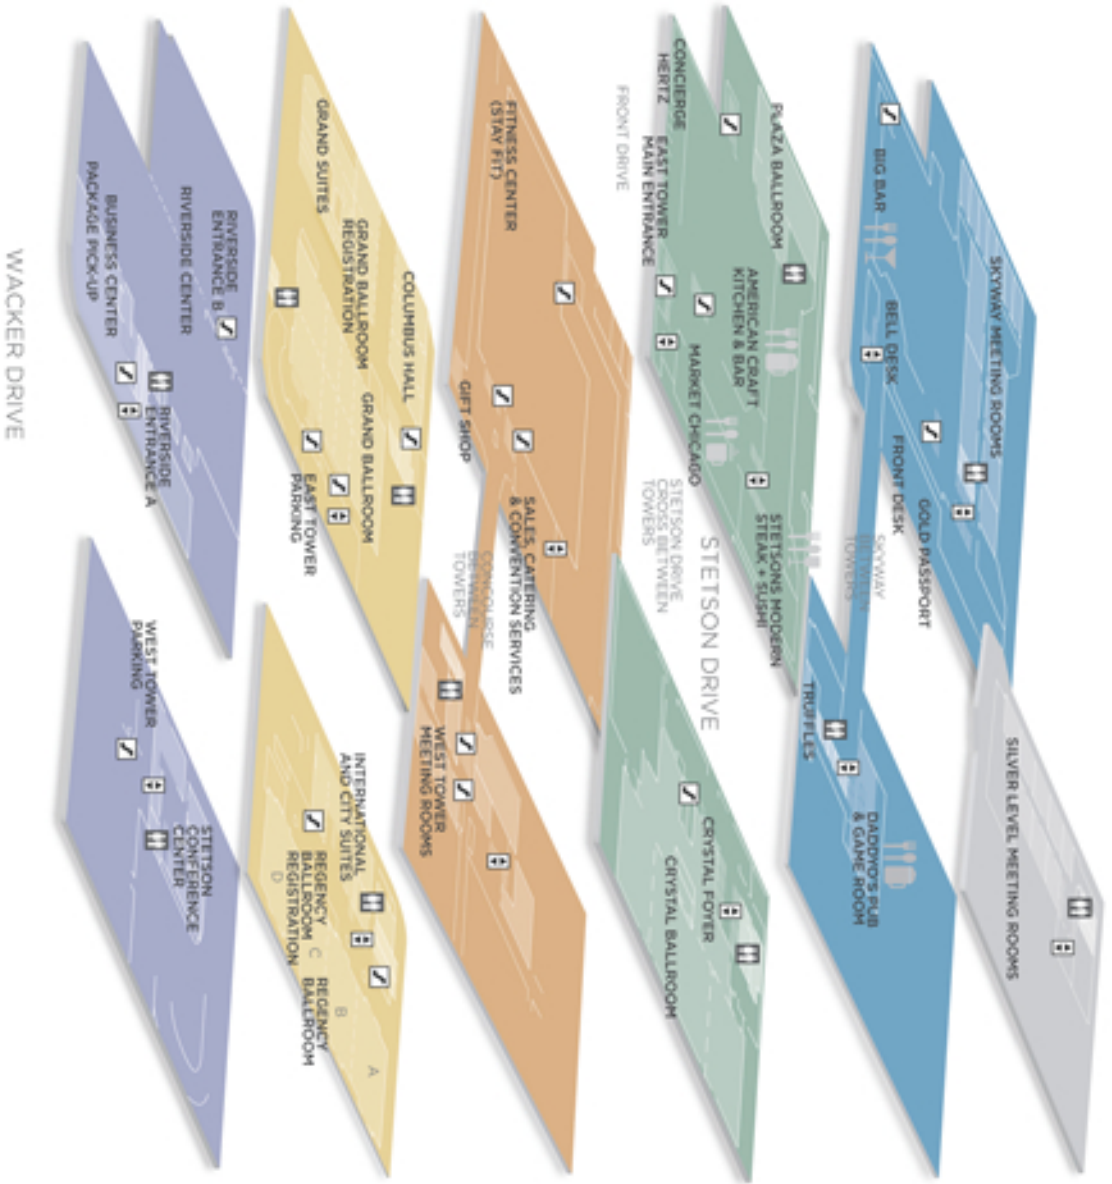 SKYWAY MEETING ROOMS
SILVER LEVEL MEETING ROOMS
GOLD PASSPORT
FRONT DESK
BELL DESK
BIG BAR
SKYWAY
BETWEEN
TOWERS
DADDYO'S PUB
& GAME ROOM
TRUFFLES
PLAZA BALLROOM
STETSONS MODERN
STEAK + SUSHI
AMERICAN CRAFT
KITCHEN & BAR
MARKET CHICAGO
CONCIERGE
HERTZ
EAST TOWER
MAIN ENTRANCE
FRONT DRIVE
STETSON DRIVE
STETSON DRIVE
CROSS BETWEEN
TOWERS
CRYSTAL FOYER
CRYSTAL BALLROOM
FITNESS CENTER
(STAY FIT)
SALES, CATERING
& CONVENTION SERVICES
GIFT SHOP
CONCOURSE
BETWEEN
TOWERS
WEST TOWER
MEETING ROOMS
COLUMBUS HALL
GRAND BALLROOM
REGISTRATION
GRAND BALLROOM
GRAND SUITES
EAST TOWER
PARKING
INTERNATIONAL
AND CITY SUITES
REGENCY
BALLROOM
REGISTRATION
REGENCY
BALLROOM
A
B
C
D
RIVERSIDE
ENTRANCE B
RIVERSIDE CENTER
RIVERSIDE
ENTRANCE A
BUSINESS CENTER
PACKAGE PICK-UP
STETSON
CONFERENCE
CENTER
WEST TOWER
PARKING
WACKER DRIVE